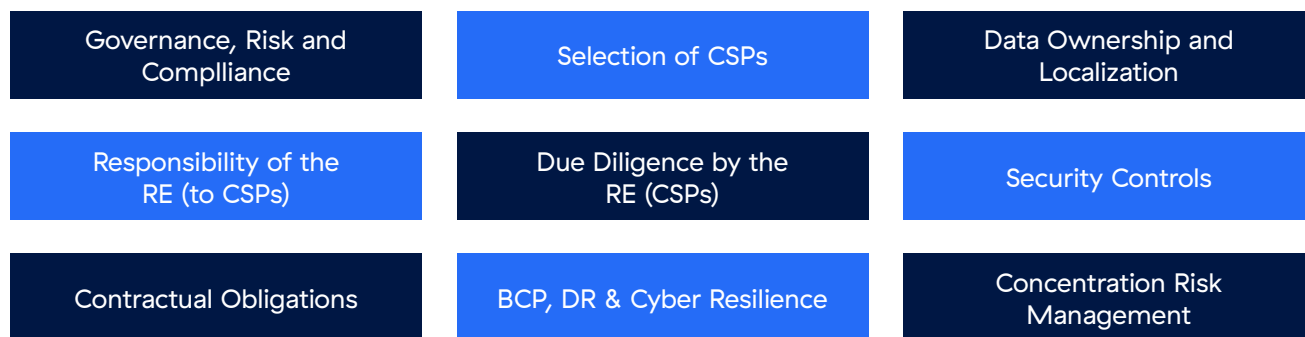 Governance, Risk and
Complliance
Selection of CSPs
Data Ownership and
Localization
Responsibility of the
RE (to CSPs)
Due Diligence by the
RE (CSPs)
Security Controls
Contractual Obligations
BCP, DR & Cyber Resilience
Concentration Risk
Management